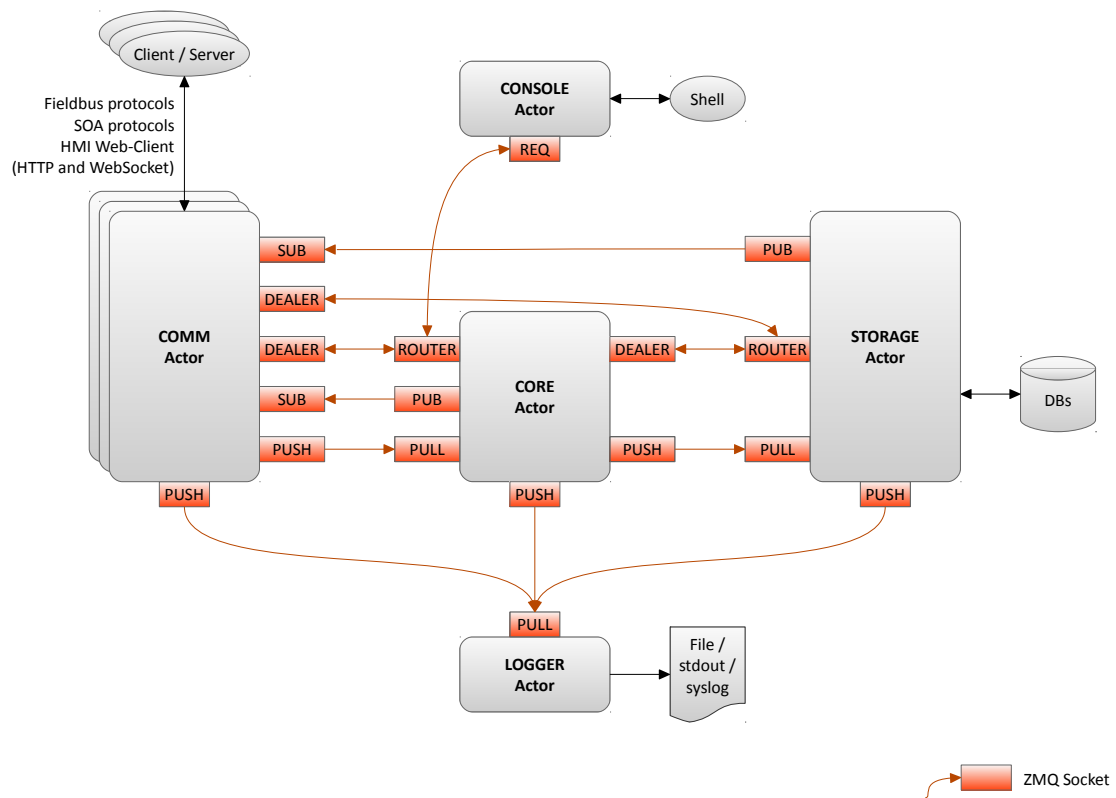 Client / Server
Fieldbus protocols
SOA protocols
HMI Web-Client
(HTTP and WebSocket)
CONSOLE
Actor
Shell
REQ
SUB
PUB
DEALER
COMM
Actor
DEALER
ROUTER
CORE
Actor
DEALER
ROUTER
STORAGE
Actor
SUB
PUB
DBs
PUSH
PULL
PUSH
PULL
PUSH
PUSH
PUSH
PULL
LOGGER
Actor
File /
stdout /
syslog
ZMQ Socket